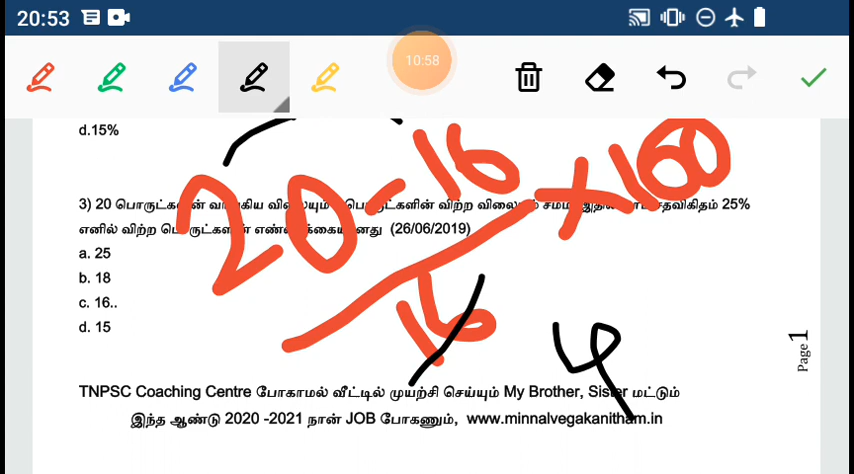 20:53
10:58
d.15%
3) 20 பொருட்களின் வாங்கிய விலையும் பொருட்களின் விற்ற விலையும் சமம் இதன் சதவிகிதம் 25%
எனில் விற்ற பொருட்களின் எண்ணிக்கையானது (26/06/2019)
20-16 ×100
16
a. 25
b. 18
c. 16..
d. 15
4
Page 1
TNPSC Coaching Centre போகாமல் வீட்டில் முயற்சி செய்யும் My Brother, Sister மட்டும்
இந்த ஆண்டு 2020 -2021 நான் JOB போகணும், www.minnalvegakanitham.in